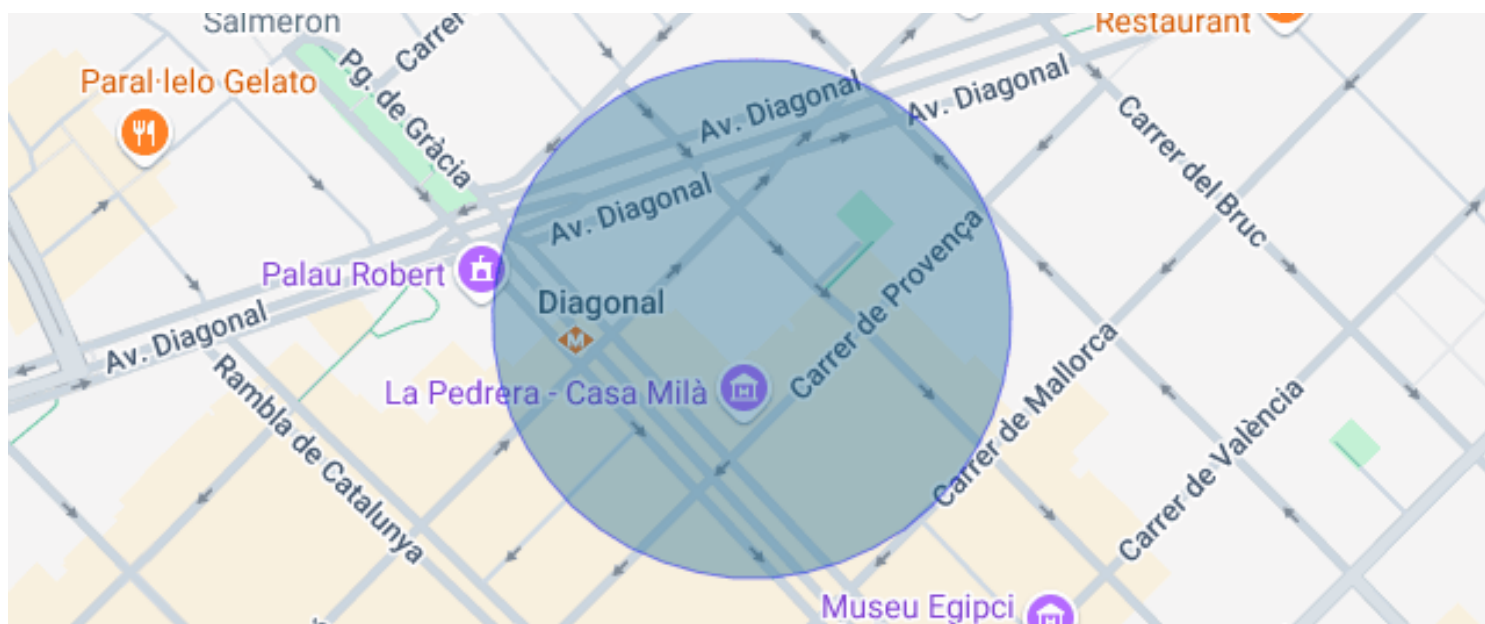 Salmerón
Carrer
Restaurant
Paral·lelo Gelato
Pg. de Gràcia
Av. Diagonal
Av. Diagonal
Carrer del Bruc
Av. Diagonal
Palau Robert
Diagonal
M
Carrer de Provença
Av. Diagonal
La Pedrera - Casa Milà
Rambla de Catalunya
Carrer de Mallorca
Carrer de València
Museu Egipci